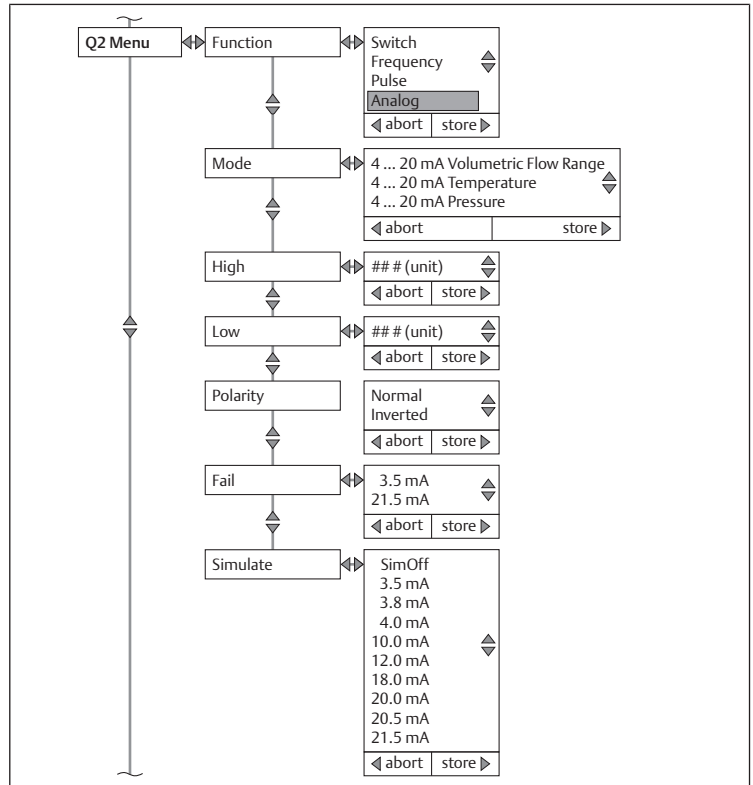 Q2 Menu
Function
Switch
Frequency
Pulse
Analog
abort store
Mode
4 ... 20 mA Volumetric Flow Range
4 ... 20 mA Temperature
4 ... 20 mA Pressure
abort store
High
## # (unit)
abort store
Low
## # (unit)
abort store
Polarity
Normal
Inverted
abort store
Fail
3.5 mA
21.5 mA
abort store
Simulate
SimOff
3.5 mA
3.8 mA
4.0 mA
10.0 mA
12.0 mA
18.0 mA
20.0 mA
20.5 mA
21.5 mA
abort store